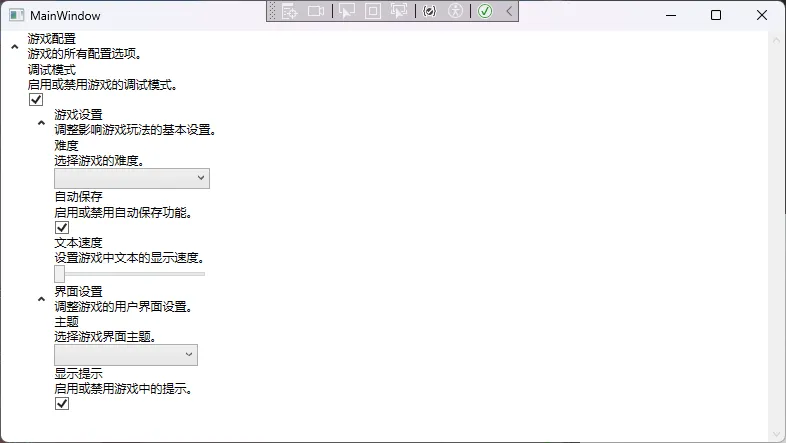 MainWindow
游戏配置
游戏的所有配置选项。
调试模式
启用或禁用游戏的调试模式。
游戏设置
调整影响游戏玩法的基本设置。
难度
选择游戏的难度。
自动保存
启用或禁用自动保存功能。
文本速度
设置游戏中文本的显示速度。
界面设置
调整游戏的用户界面设置。
主题
选择游戏界面主题。
显示提示
启用或禁用游戏中的提示。